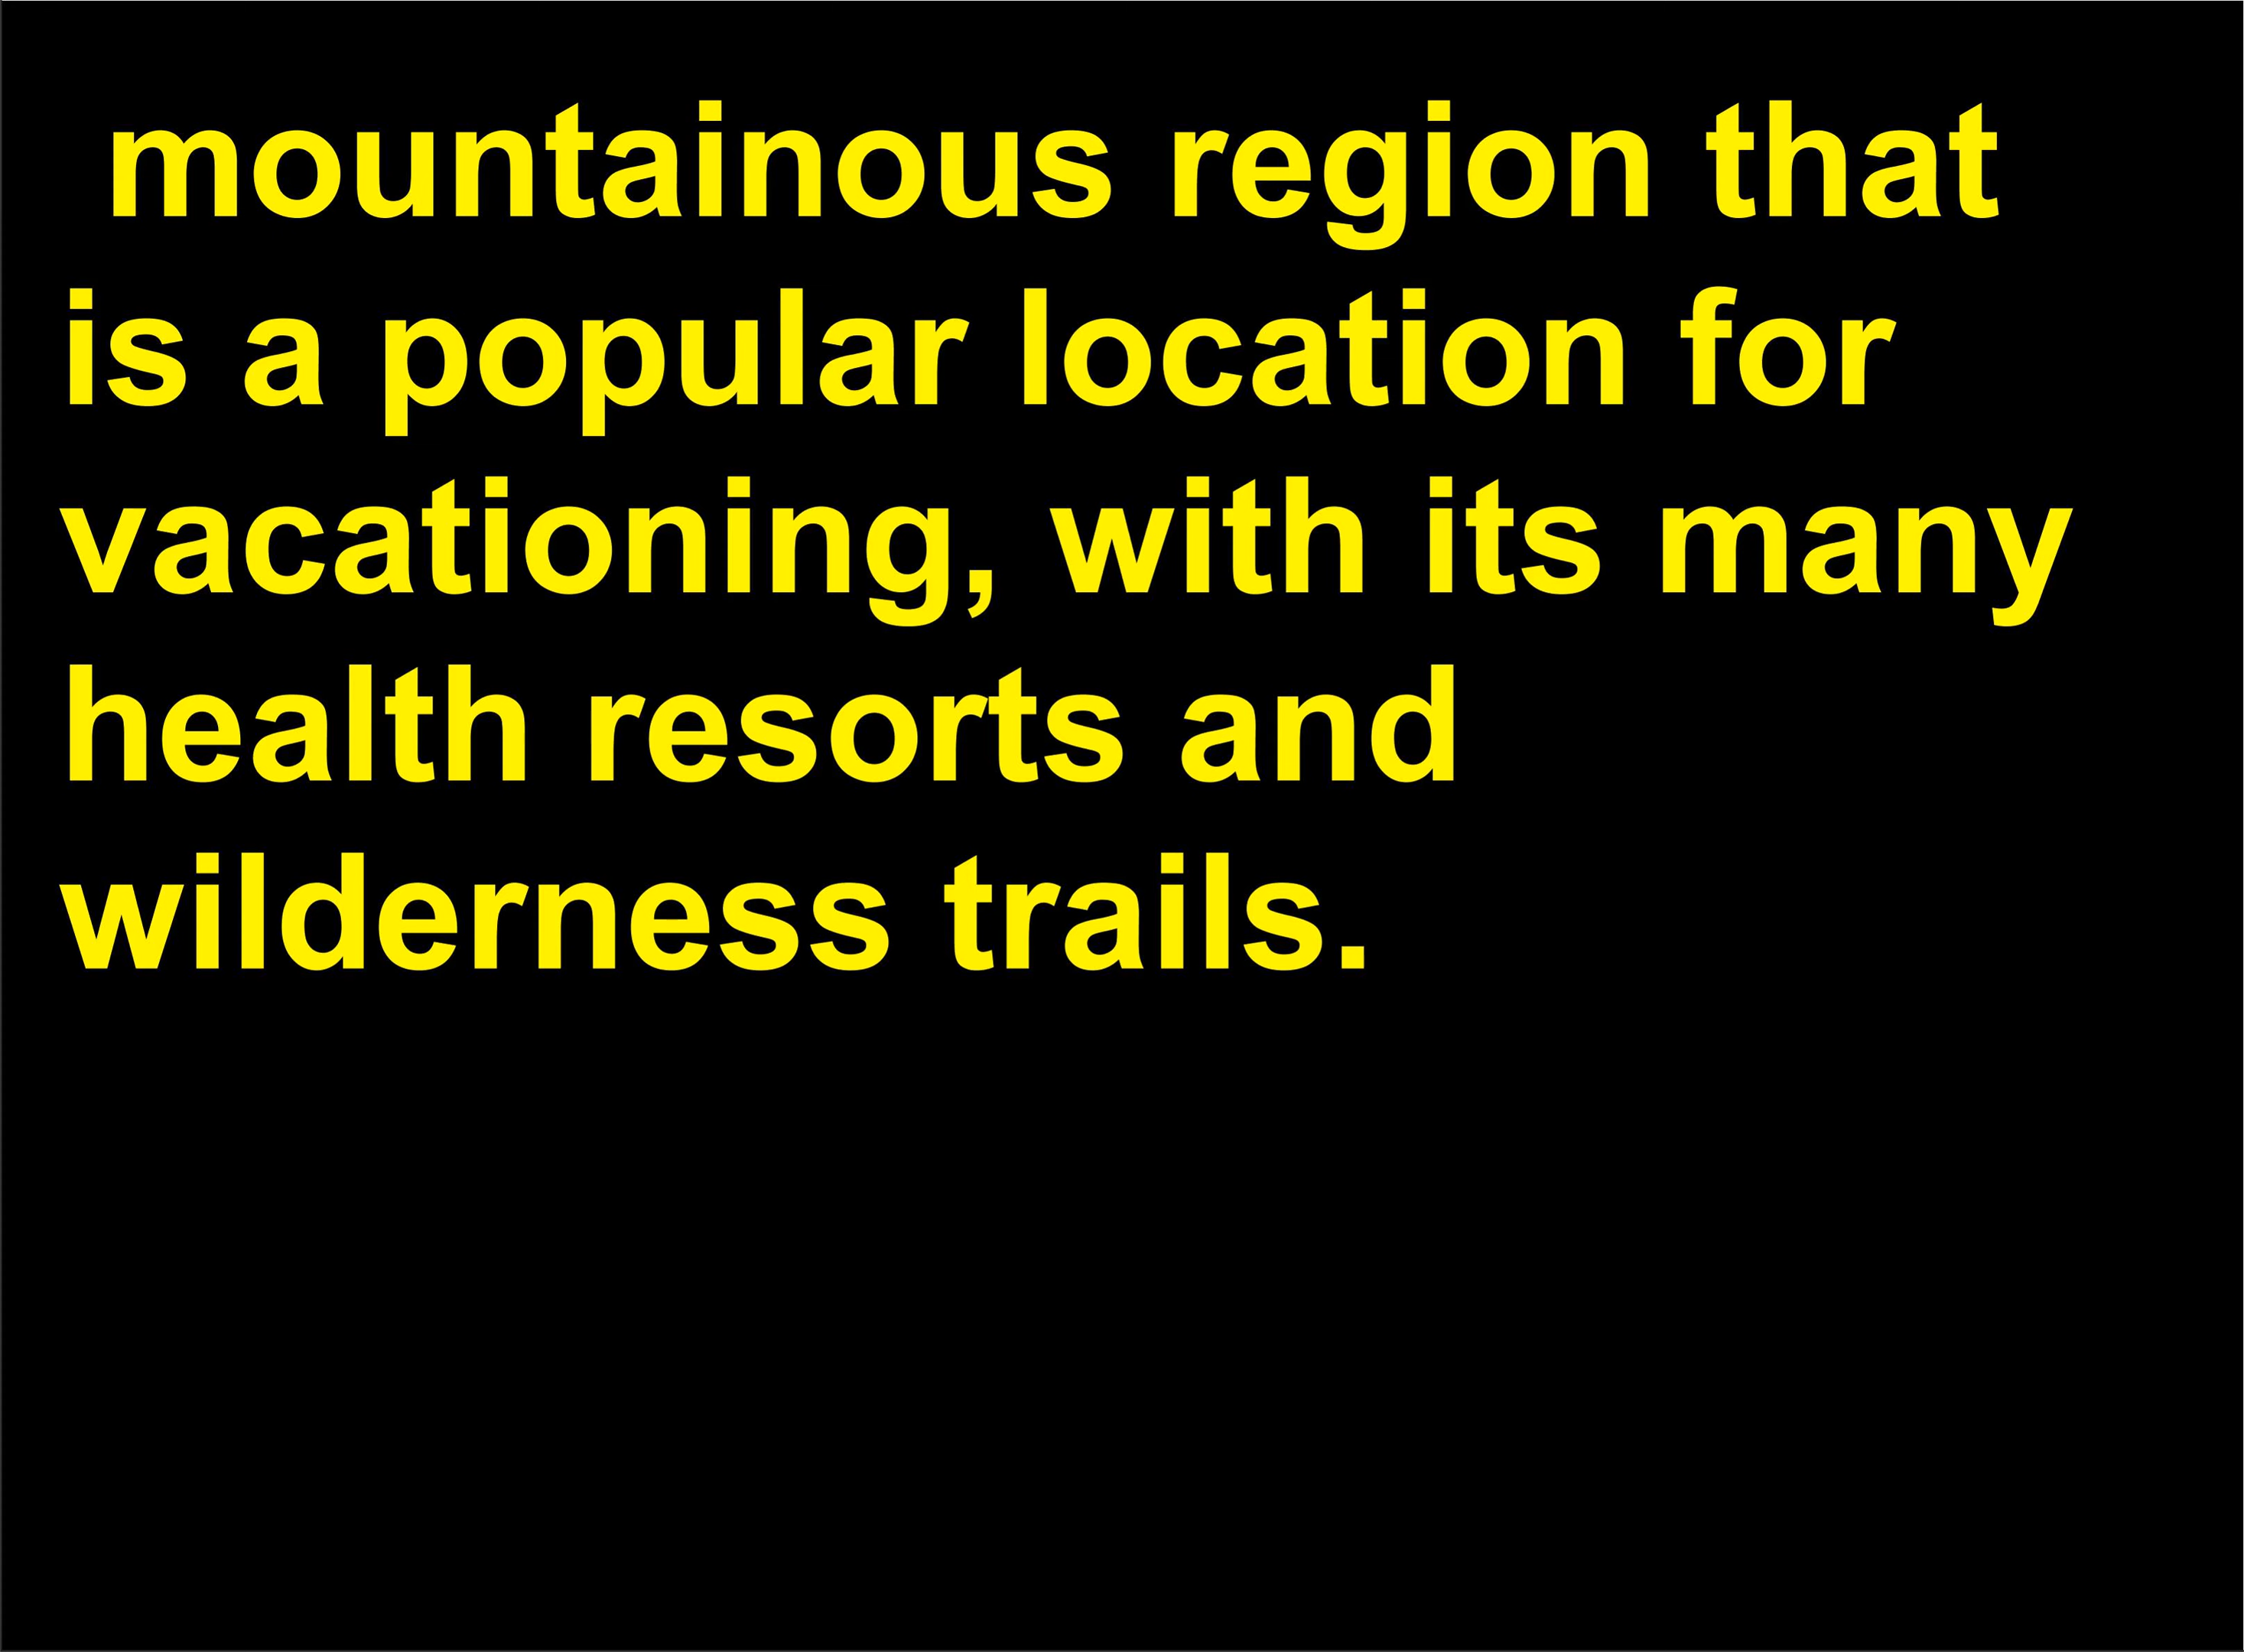 mountainous region that
is a popular location for
vacationing, with its many
health resorts and
wilderness trails.